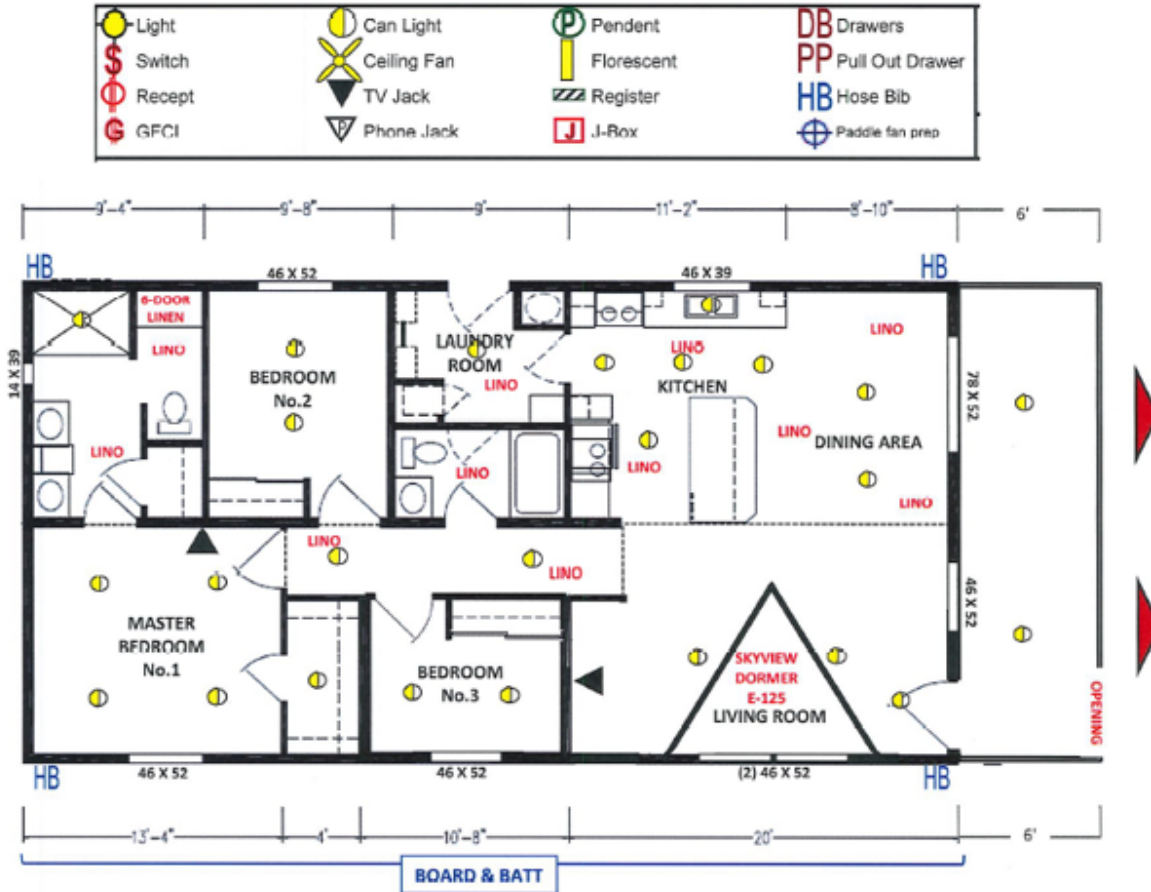 Light
Can Light
P Pendent
DB Drawers
S Switch
Ceiling Fan
Florescent
PP Pull Out Drawer
Recept
TV Jack
Register
HB Hose Bib
G GFCI
P Phone Jack
J J-Box
Paddle fan prep
9'-4"
9'-8"
9'
11'-2"
8'-10"
6'
HB
46 X 52
46 X 39
HB
6-DOOR
LINEN
LINO
14 X 39
BEDROOM
No.2
LAUNDRY
ROOM
LINO
LINO
KITCHEN
LINO
DINING AREA
78 X 52
LINO
LINO
LINO
LINO
LINO
LINO
LINO
LINO
46 X 52
MASTER
BEDROOM
No.1
BEDROOM
No.3
SKYVIEW
DORMER
E-125
LIVING ROOM
OPENING
HB
46 X 52
46 X 52
(2) 46 X 52
HB
13'-4"
4'
10'-8"
20'
6'
BOARD & BATT